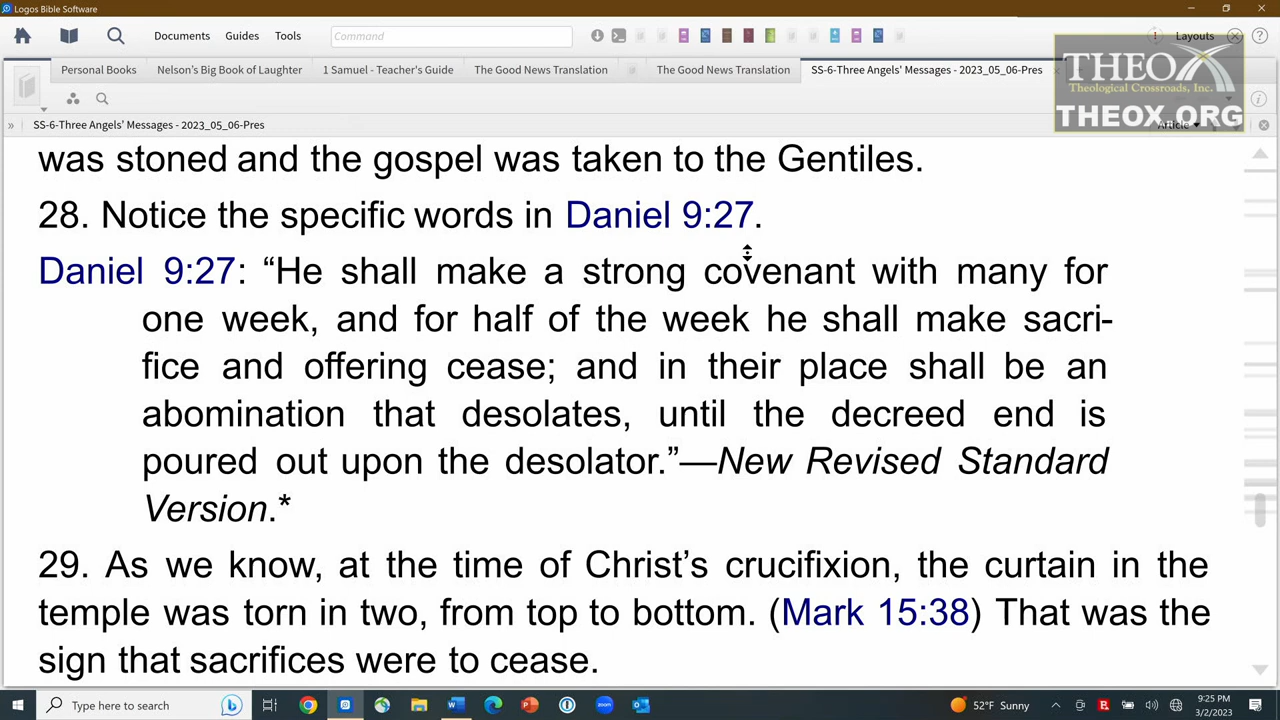 Logos Bible Software
Documents Guides Tools Command Layouts
Personal Books Nelson's Big Book of Laughter 1 Samuel - Teacher's Guide The Good News Translation The Good News Translation SS-6-Three Angels' Messages - 2023_05_06-Pres
THEOX
Theological Crossroads, Inc.
THEOX.ORG
SS-6-Three Angels' Messages - 2023_05_06-Pres Article
was stoned and the gospel was taken to the Gentiles.
28. Notice the specific words in Daniel 9:27.
Daniel 9:27: “He shall make a strong covenant with many for
one week, and for half of the week he shall make sacri-
fice and offering cease; and in their place shall be an
abomination that desolates, until the decreed end is
poured out upon the desolator.”—New Revised Standard
Version.*
29. As we know, at the time of Christ’s crucifixion, the curtain in the
temple was torn in two, from top to bottom. (Mark 15:38) That was the
sign that sacrifices were to cease.
Type here to search 52°F Sunny 9:25 PM
3/2/2023